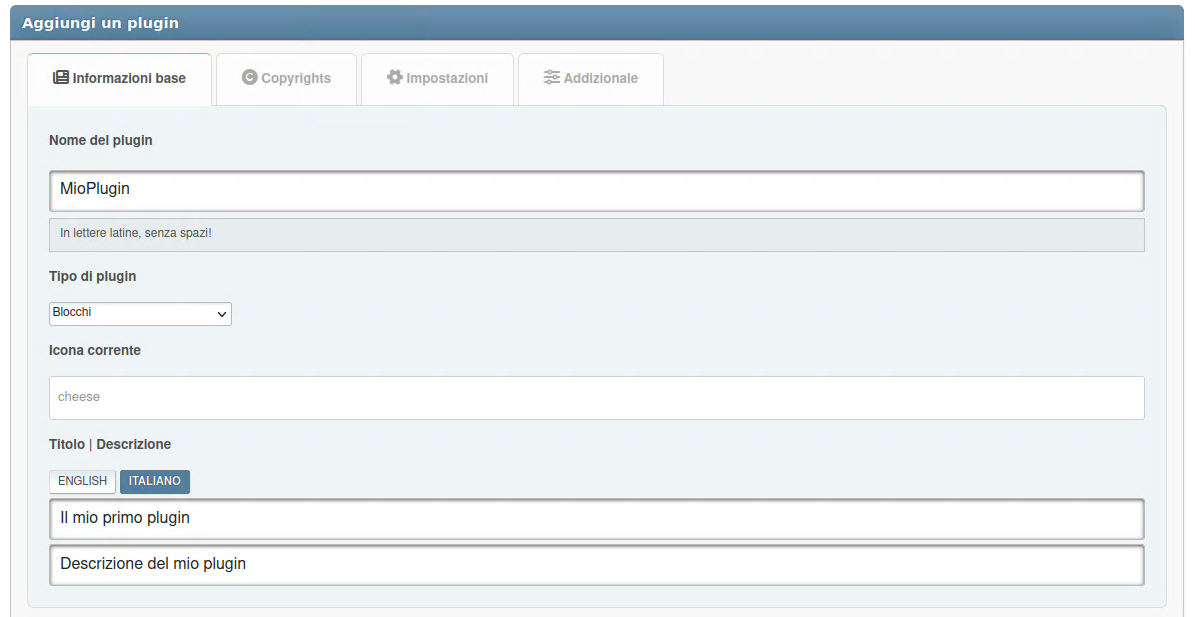 Aggiungi un plugin
Informazioni base
Copyrights
Impostazioni
Addizionale
Nome del plugin
MioPlugin
In lettere latine, senza spazi!
Tipo di plugin
Blocchi
Icona corrente
cheese
Titolo | Descrizione
ENGLISH ITALIANO
Il mio primo plugin
Descrizione del mio plugin